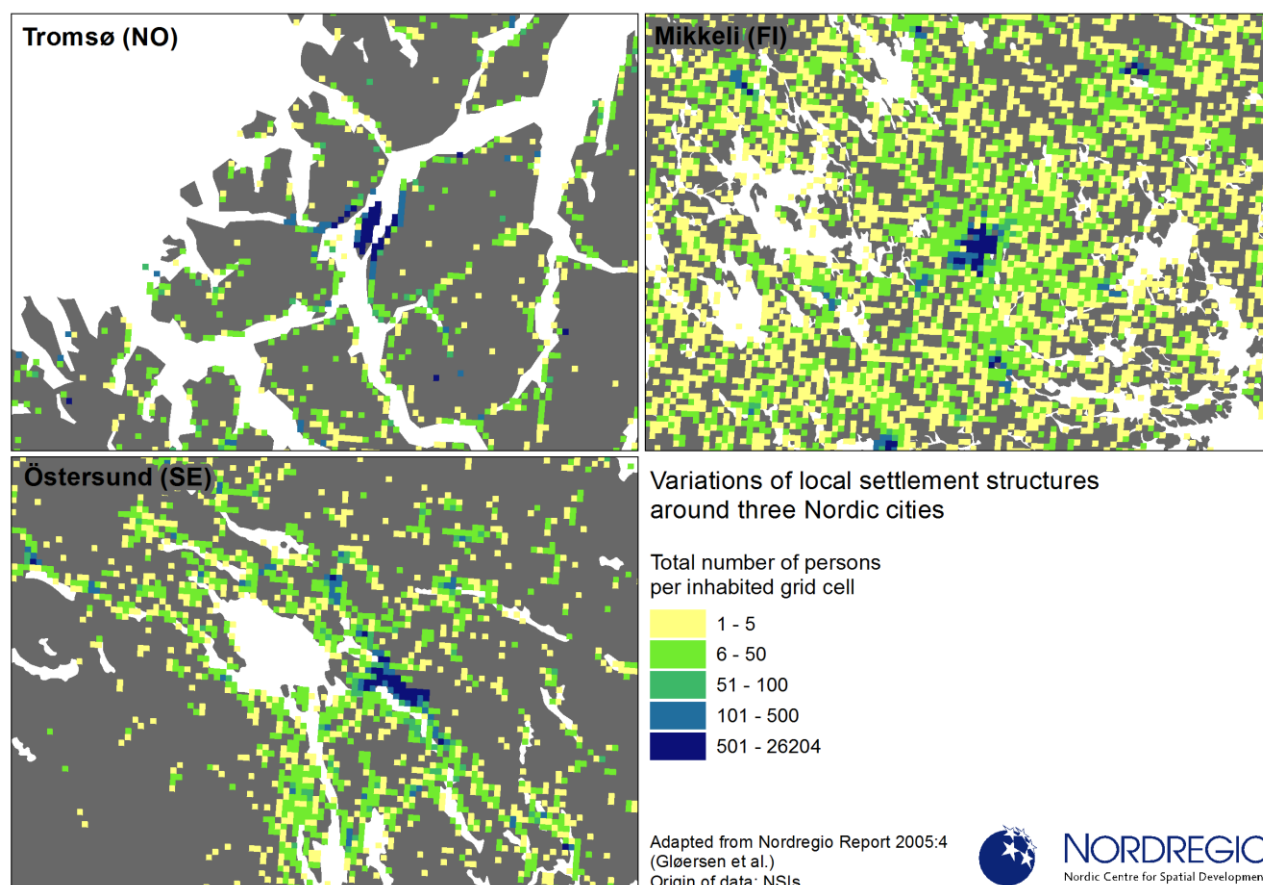 Tromsø (NO)
Mikkeli (FI)
Östersund (SE)
Variations of local settlement structures
around three Nordic cities
Total number of persons
per inhabited grid cell
1 - 5
6 - 50
51 - 100
101 - 500
501 - 26204
Adapted from Nordregio Report 2005:4
(Gløersen et al.)
Origin of data: NSIs
NORDREGIO
Nordic Centre for Spatial Development